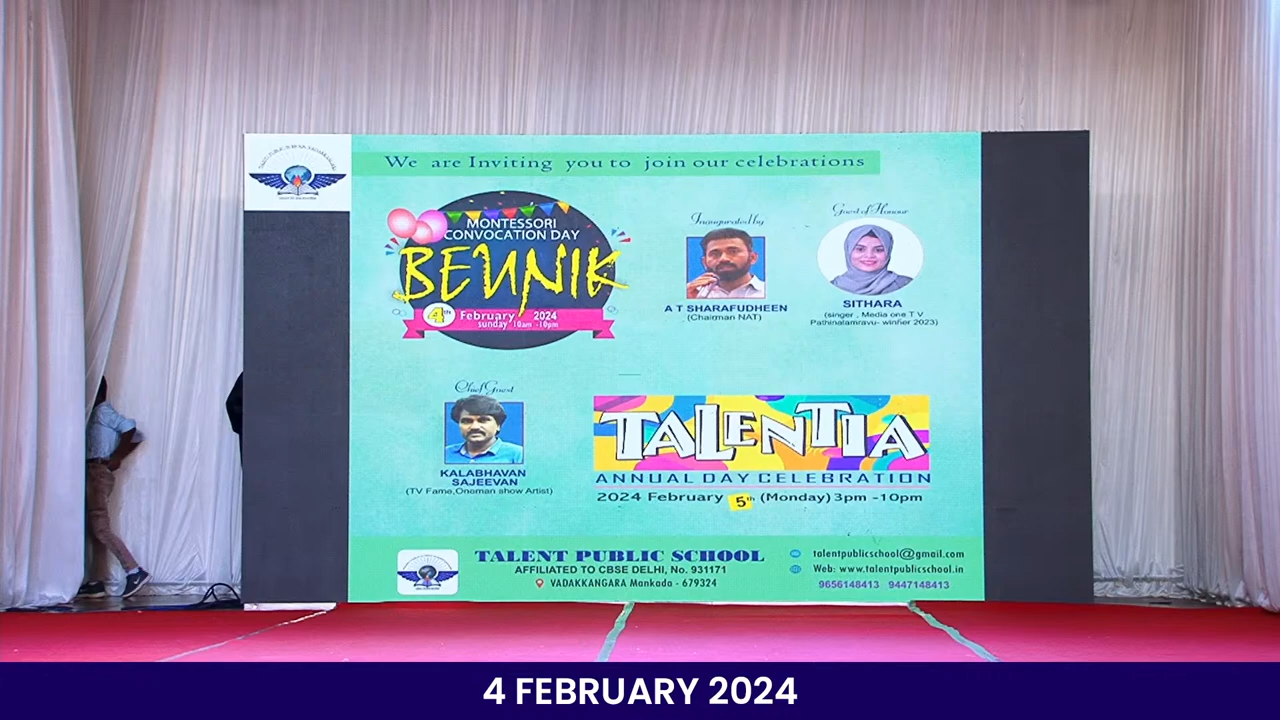 We are Inviting you to join our celebrations
MONTESSORI
CONVOCATION DAY
BEUNIK
4th February 2024
sunday 10am -10pm
Inaugurated by
A T SHARAFUDHEEN
(Chairman NAT)
Guest of Honour
SITHARA
(singer , Media one T V
Pathinalamravu- winner 2023)
Chief Guest
KALABHAVAN
SAJEEVAN
(TV Fame,Oneman show Artist)
TALENTIA
ANNUAL DAY CELEBRATION
2024 February 5th (Monday) 3pm -10pm
TALENT PUBLIC SCHOOL
AFFILIATED TO CBSE DELHI, No. 931171
VADAKKANGARA Mankada - 679324
talentpublicschool@gmail.com
Web: www.talentpublicschool.in
9656148413 9447148413
4 FEBRUARY 2024